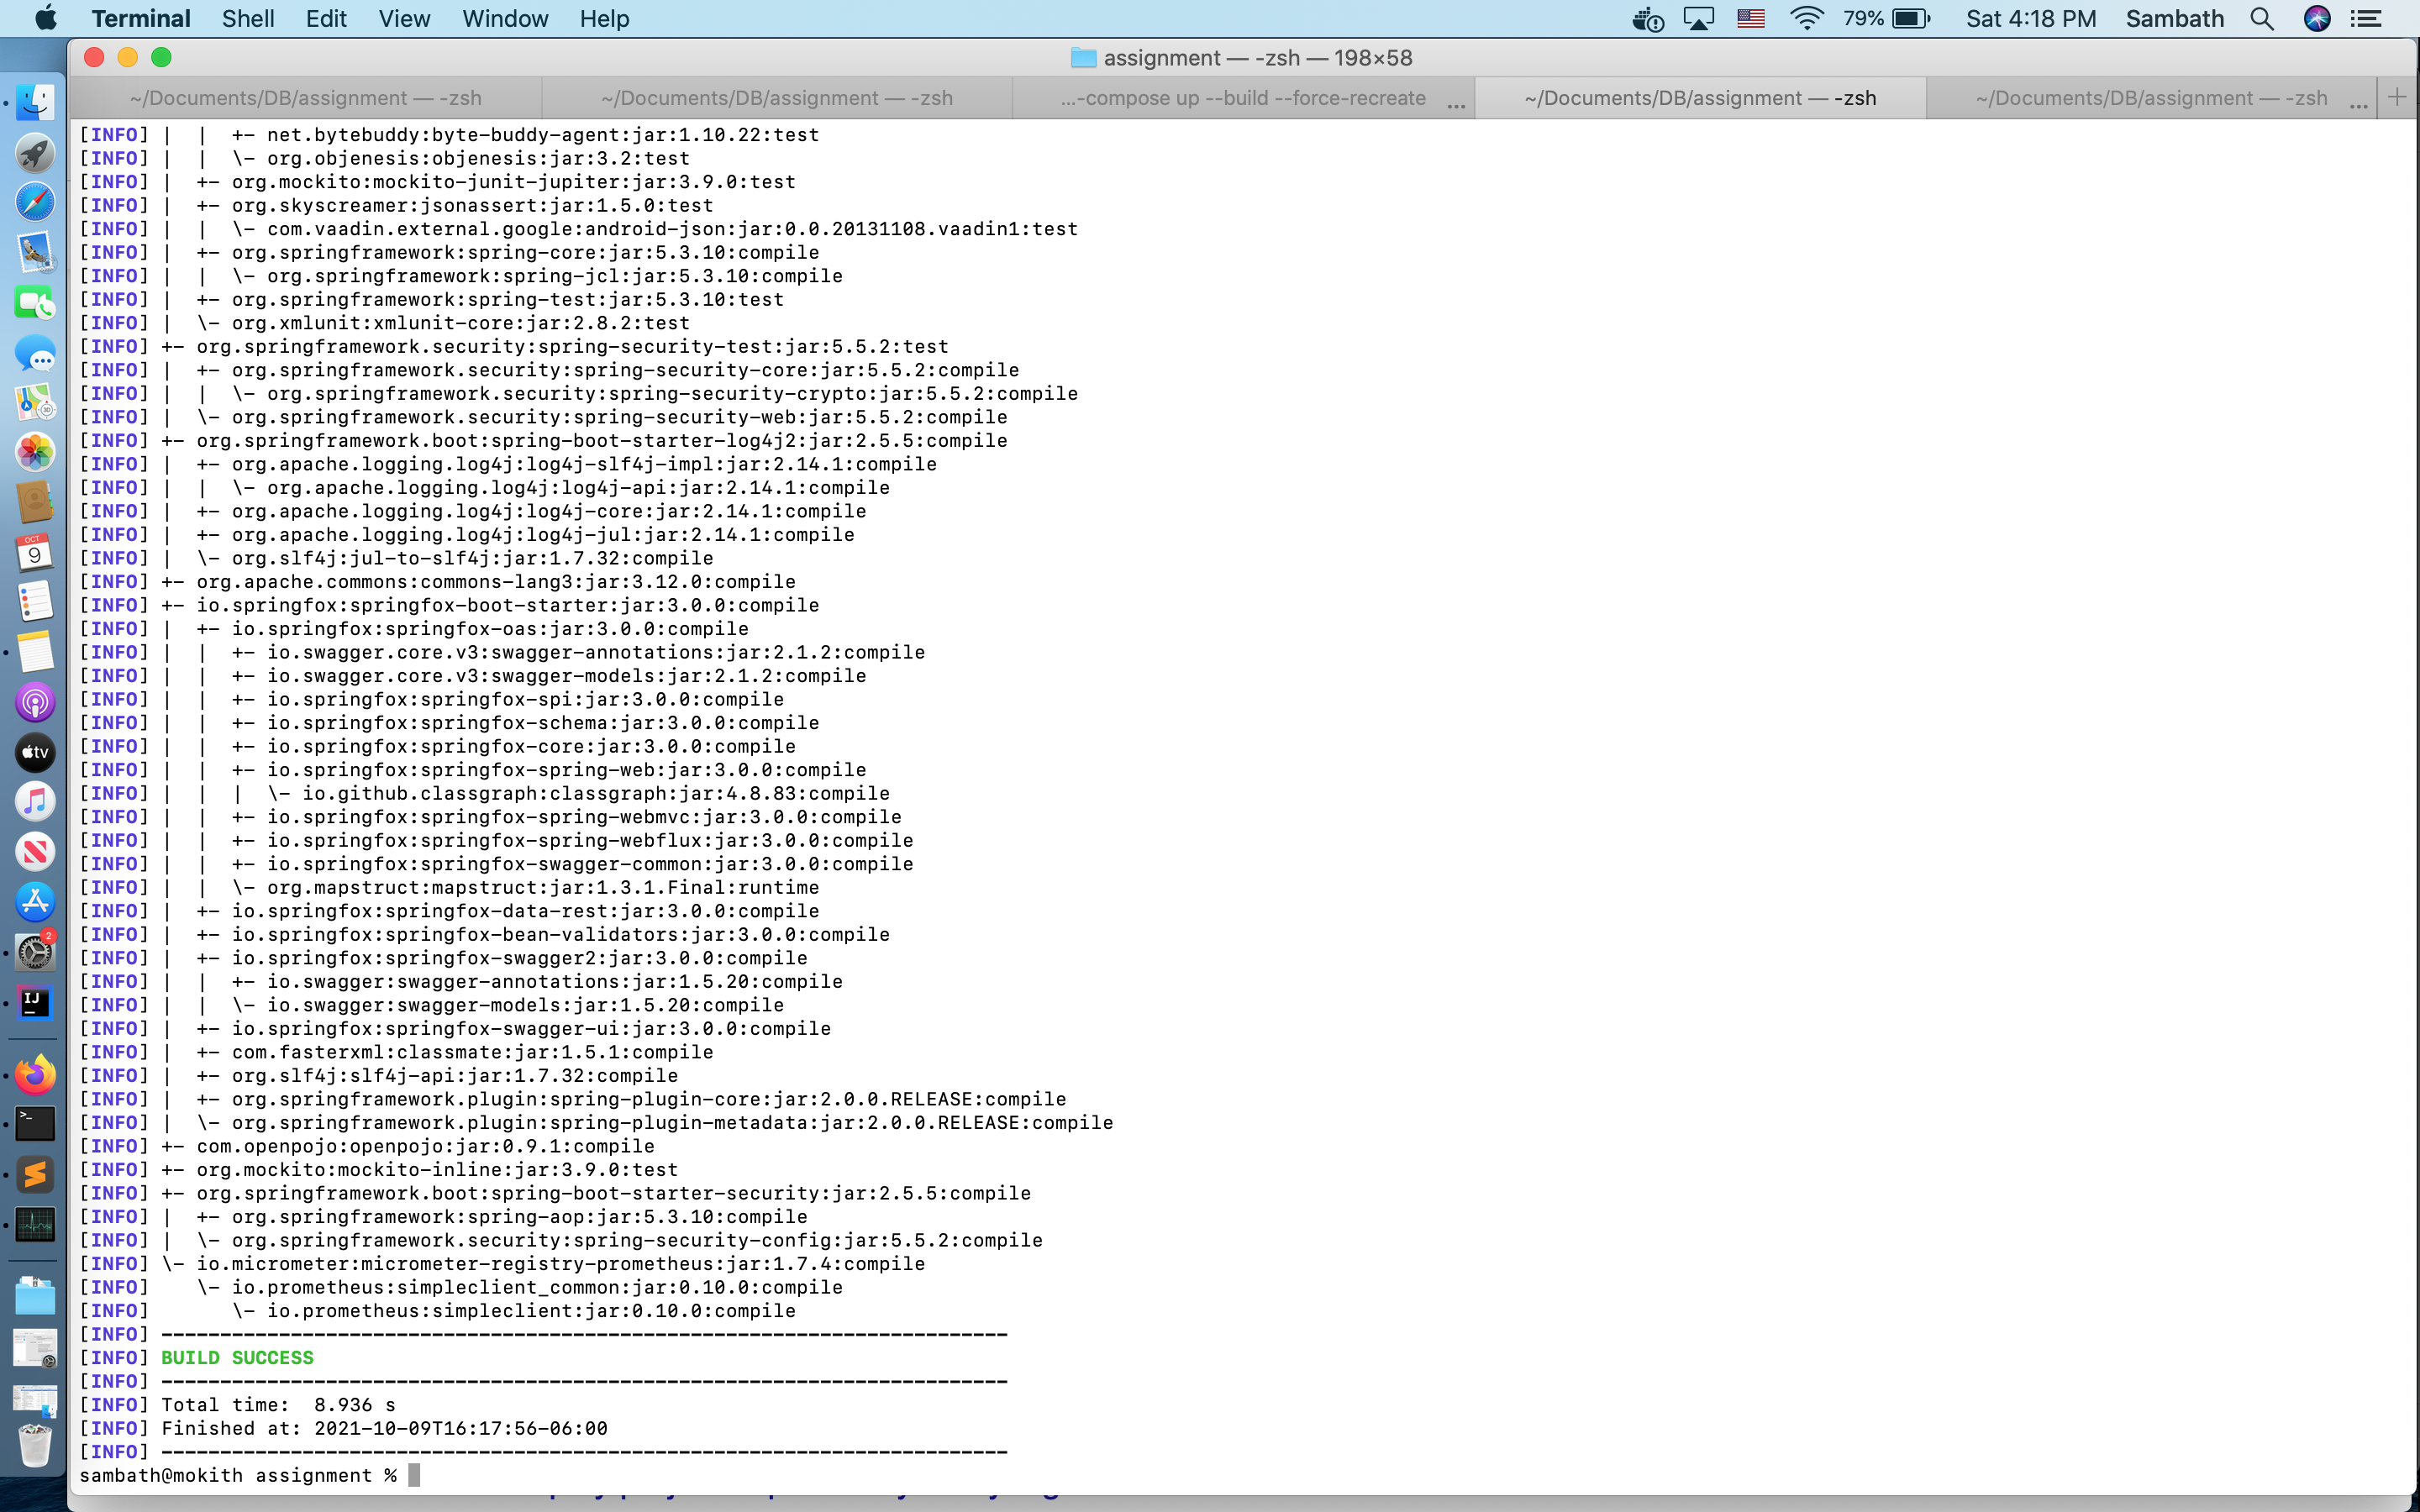 Terminal Shell Edit View Window Help 79% Sat 4:18 PM Sambath
assignment — -zsh — 198×58
~/Documents/DB/assignment — -zsh ~/Documents/DB/assignment — -zsh ...-compose up --build --force-recreate ... ~/Documents/DB/assignment — -zsh ~/Documents/DB/assignment — -zsh ... +
[INFO] |  |  +- net.bytebuddy:byte-buddy-agent:jar:1.10.22:test
[INFO] |  |  \- org.objenesis:objenesis:jar:3.2:test
[INFO] |  +- org.mockito:mockito-junit-jupiter:jar:3.9.0:test
[INFO] |  +- org.skyscreamer:jsonassert:jar:1.5.0:test
[INFO] |  |  \- com.vaadin.external.google:android-json:jar:0.0.20131108.vaadin1:test
[INFO] |  +- org.springframework:spring-core:jar:5.3.10:compile
[INFO] |  |  \- org.springframework:spring-jcl:jar:5.3.10:compile
[INFO] |  +- org.springframework:spring-test:jar:5.3.10:test
[INFO] |  \- org.xmlunit:xmlunit-core:jar:2.8.2:test
[INFO] +- org.springframework.security:spring-security-test:jar:5.5.2:test
[INFO] |  +- org.springframework.security:spring-security-core:jar:5.5.2:compile
[INFO] |  |  \- org.springframework.security:spring-security-crypto:jar:5.5.2:compile
[INFO] |  \- org.springframework.security:spring-security-web:jar:5.5.2:compile
[INFO] +- org.springframework.boot:spring-boot-starter-log4j2:jar:2.5.5:compile
[INFO] |  +- org.apache.logging.log4j:log4j-slf4j-impl:jar:2.14.1:compile
[INFO] |  |  \- org.apache.logging.log4j:log4j-api:jar:2.14.1:compile
[INFO] |  +- org.apache.logging.log4j:log4j-core:jar:2.14.1:compile
[INFO] |  +- org.apache.logging.log4j:log4j-jul:jar:2.14.1:compile
[INFO] |  \- org.slf4j:jul-to-slf4j:jar:1.7.32:compile
[INFO] +- org.apache.commons:commons-lang3:jar:3.12.0:compile
[INFO] +- io.springfox:springfox-boot-starter:jar:3.0.0:compile
[INFO] |  +- io.springfox:springfox-oas:jar:3.0.0:compile
[INFO] |  |  +- io.swagger.core.v3:swagger-annotations:jar:2.1.2:compile
[INFO] |  |  +- io.swagger.core.v3:swagger-models:jar:2.1.2:compile
[INFO] |  |  +- io.springfox:springfox-spi:jar:3.0.0:compile
[INFO] |  |  +- io.springfox:springfox-schema:jar:3.0.0:compile
[INFO] |  |  +- io.springfox:springfox-core:jar:3.0.0:compile
[INFO] |  |  +- io.springfox:springfox-spring-web:jar:3.0.0:compile
[INFO] |  |  |  \- io.github.classgraph:classgraph:jar:4.8.83:compile
[INFO] |  |  +- io.springfox:springfox-spring-webmvc:jar:3.0.0:compile
[INFO] |  |  +- io.springfox:springfox-spring-webflux:jar:3.0.0:compile
[INFO] |  |  +- io.springfox:springfox-swagger-common:jar:3.0.0:compile
[INFO] |  |  \- org.mapstruct:mapstruct:jar:1.3.1.Final:runtime
[INFO] |  +- io.springfox:springfox-data-rest:jar:3.0.0:compile
[INFO] |  +- io.springfox:springfox-bean-validators:jar:3.0.0:compile
[INFO] |  +- io.springfox:springfox-swagger2:jar:3.0.0:compile
[INFO] |  |  +- io.swagger:swagger-annotations:jar:1.5.20:compile
[INFO] |  |  \- io.swagger:swagger-models:jar:1.5.20:compile
[INFO] |  +- io.springfox:springfox-swagger-ui:jar:3.0.0:compile
[INFO] |  +- com.fasterxml:classmate:jar:1.5.1:compile
[INFO] |  +- org.slf4j:slf4j-api:jar:1.7.32:compile
[INFO] |  +- org.springframework.plugin:spring-plugin-core:jar:2.0.0.RELEASE:compile
[INFO] |  \- org.springframework.plugin:spring-plugin-metadata:jar:2.0.0.RELEASE:compile
[INFO] +- com.openpojo:openpojo:jar:0.9.1:compile
[INFO] +- org.mockito:mockito-inline:jar:3.9.0:test
[INFO] +- org.springframework.boot:spring-boot-starter-security:jar:2.5.5:compile
[INFO] |  +- org.springframework:spring-aop:jar:5.3.10:compile
[INFO] |  \- org.springframework.security:spring-security-config:jar:5.5.2:compile
[INFO] \- io.micrometer:micrometer-registry-prometheus:jar:1.7.4:compile
[INFO]    \- io.prometheus:simpleclient_common:jar:0.10.0:compile
[INFO]       \- io.prometheus:simpleclient:jar:0.10.0:compile
[INFO] ------------------------------------------------------------------------
[INFO] BUILD SUCCESS
[INFO] ------------------------------------------------------------------------
[INFO] Total time:  8.936 s
[INFO] Finished at: 2021-10-09T16:17:56-06:00
[INFO] ------------------------------------------------------------------------
sambath@mokith assignment %
OCT
9
tv
2
IJ